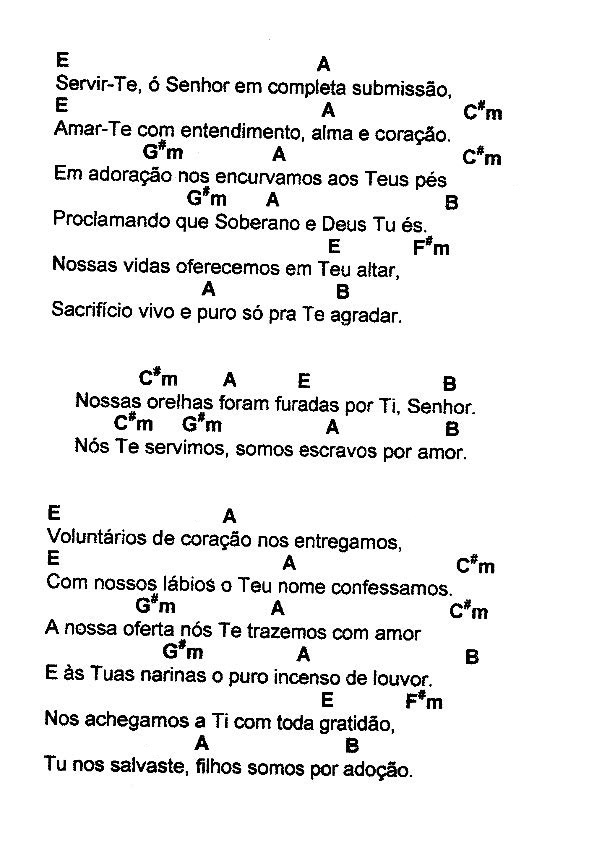 E A
Servir-Te, ó Senhor em completa submissão,
E A C#m
Amar-Te com entendimento, alma e coração.
G#m A C#m
Em adoração nos encurvamos aos Teus pés
G#m A B
Proclamando que Soberano e Deus Tu és.
E F#m
Nossas vidas oferecemos em Teu altar,
A B
Sacrifício vivo e puro só pra Te agradar.
C#m A E B
Nossas orelhas foram furadas por Ti, Senhor.
C#m G#m A B
Nós Te servimos, somos escravos por amor.
E A
Voluntários de coração nos entregamos,
E A C#m
Com nossos lábios o Teu nome confessamos.
G#m A C#m
A nossa oferta nós Te trazemos com amor
G#m A B
E às Tuas narinas o puro incenso de louvor.
E F#m
Nos achegamos a Ti com toda gratidão,
A B
Tu nos salvaste, filhos somos por adoção.